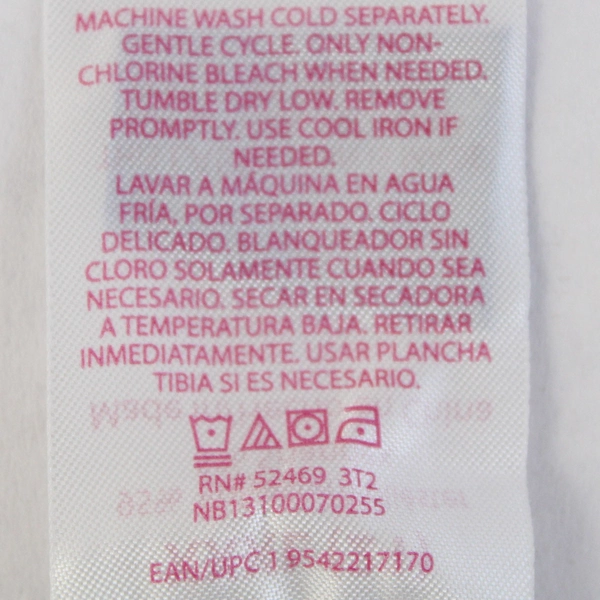 MACHINE WASH COLD SEPARATELY.
GENTLE CYCLE. ONLY NON-
CHLORINE BLEACH WHEN NEEDED.
TUMBLE DRY LOW. REMOVE
PROMPTLY. USE COOL IRON IF
NEEDED.
LAVAR A MÁQUINA EN AGUA
FRÍA, POR SEPARADO. CICLO
DELICADO. BLANQUEADOR SIN
CLORO SOLAMENTE CUANDO SEA
NECESARIO. SECAR EN SECADORA
A TEMPERATURA BAJA. RETIRAR
INMEDIATAMENTE. USAR PLANCHA
TIBIA SI ES NECESARIO.
RN# 52469 3T2
NB13100070255
EAN/UPC 1 9542217170